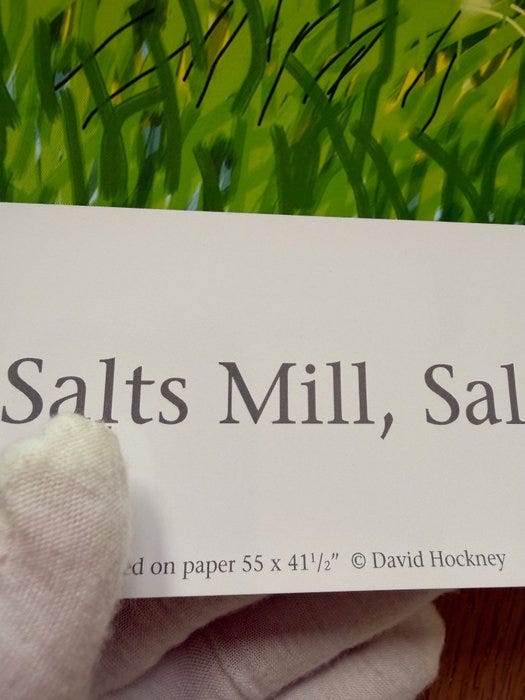 Salts Mill, Sal
ed on paper 55 x 41½" © David Hockney